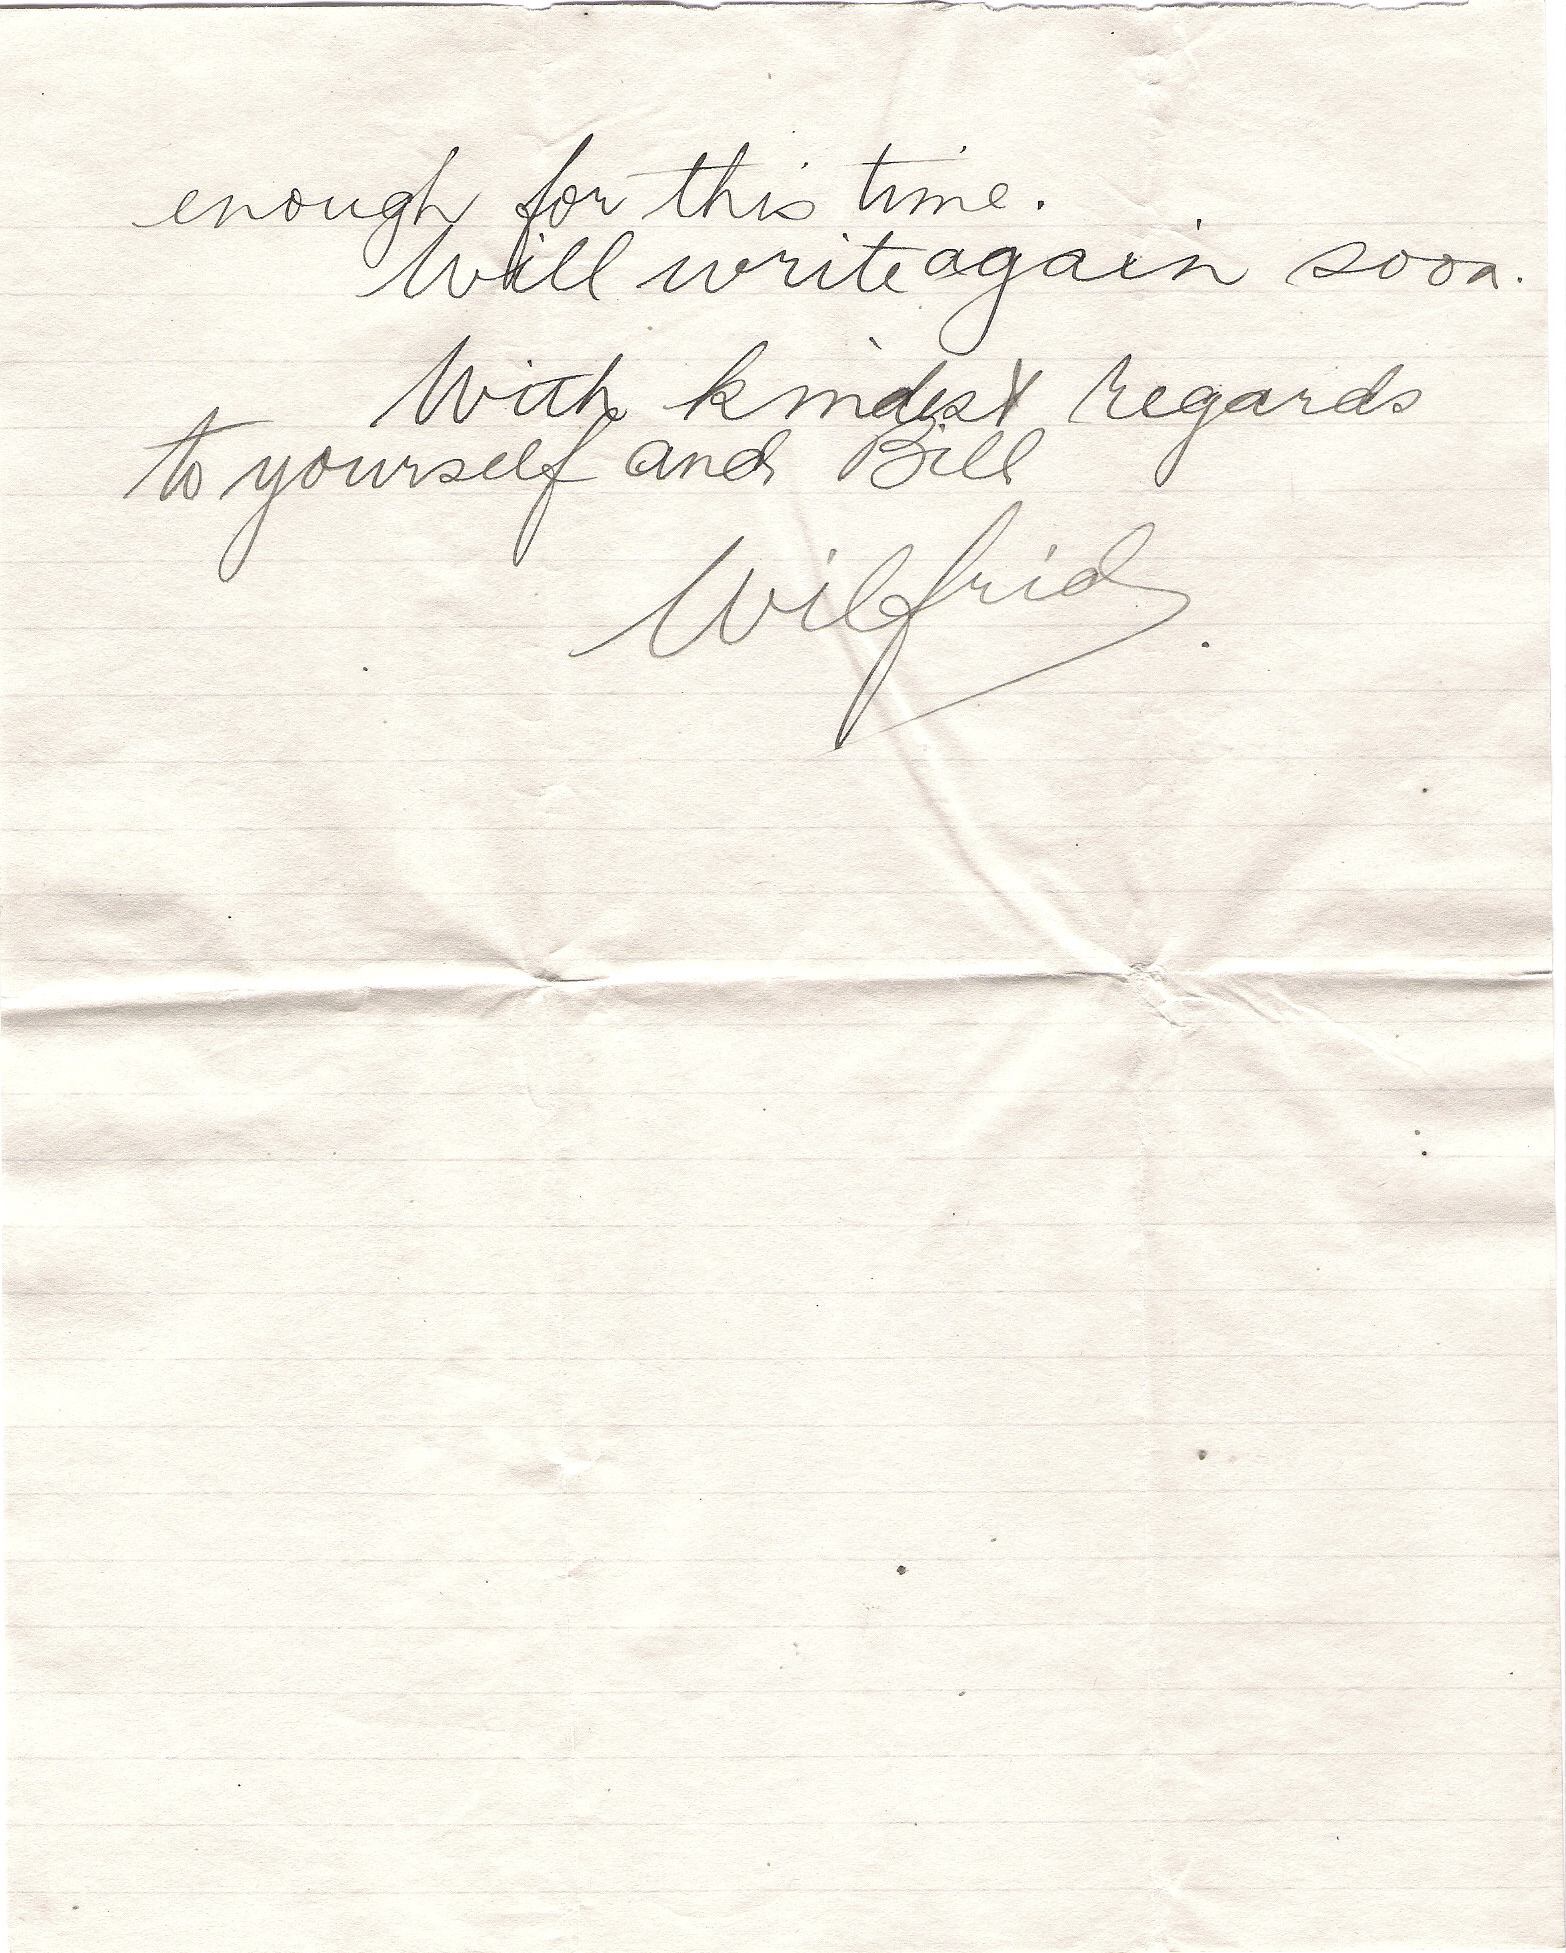 enough for this time.
Will write again soon.
With kindest regards
to yourself and Bill
Wilfrid.